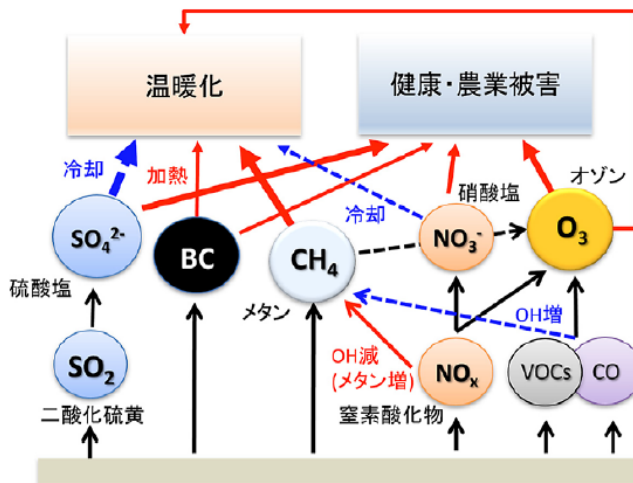 温暖化
健康・農業被害
冷却
加熱
冷却
硝酸塩
オゾン
SO₄²⁻
BC
CH₄
NO₃⁻
O₃
硫酸塩
メタン
OH増
OH減
(メタン増)
SO₂
NOₓ
VOCs
CO
二酸化硫黄
窒素酸化物